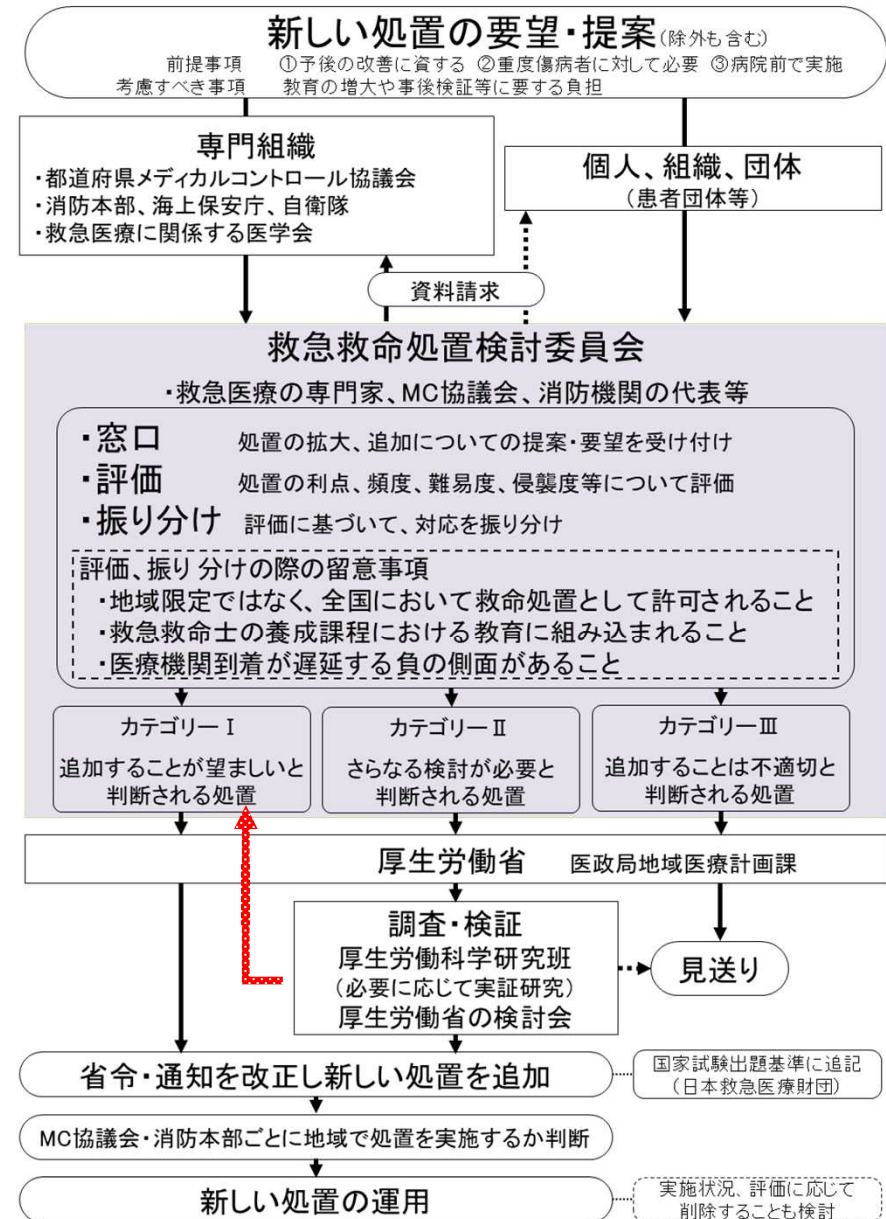 新しい処置の要望・提案(除外も含む)
前提事項 ①予後の改善に資する ②重度傷病者に対して必要 ③病院前で実施
考慮すべき事項 教育の増大や事後検証等に要する負担
専門組織
・都道府県メディカルコントロール協議会
・消防本部、海上保安庁、自衛隊
・救急医療に関係する医学会
個人、組織、団体
(患者団体等)
資料請求
救急救命処置検討委員会
・救急医療の専門家、MC協議会、消防機関の代表等
・窓口 処置の拡大、追加についての提案・要望を受け付け
・評価 処置の利点、頻度、難易度、侵襲度等について評価
・振り分け 評価に基づいて、対応を振り分け
評価、振り分けの際の留意事項
・地域限定ではなく、全国において救命処置として許可されること
・救急救命士の養成課程における教育に組み込まれること
・医療機関到着が遅延する負の側面があること
カテゴリーⅠ
追加することが望ましいと
判断される処置
カテゴリーⅡ
さらなる検討が必要と
判断される処置
カテゴリーⅢ
追加することは不適切と
判断される処置
厚生労働省 医政局地域医療計画課
調査・検証
厚生労働科学研究班
(必要に応じて実証研究)
厚生労働省の検討会
見送り
省令・通知を改正し新しい処置を追加
国家試験出題基準に追記
(日本救急医療財団)
MC協議会・消防本部ごとに地域で処置を実施するか判断
新しい処置の運用
実施状況、評価に応じて
削除することも検討